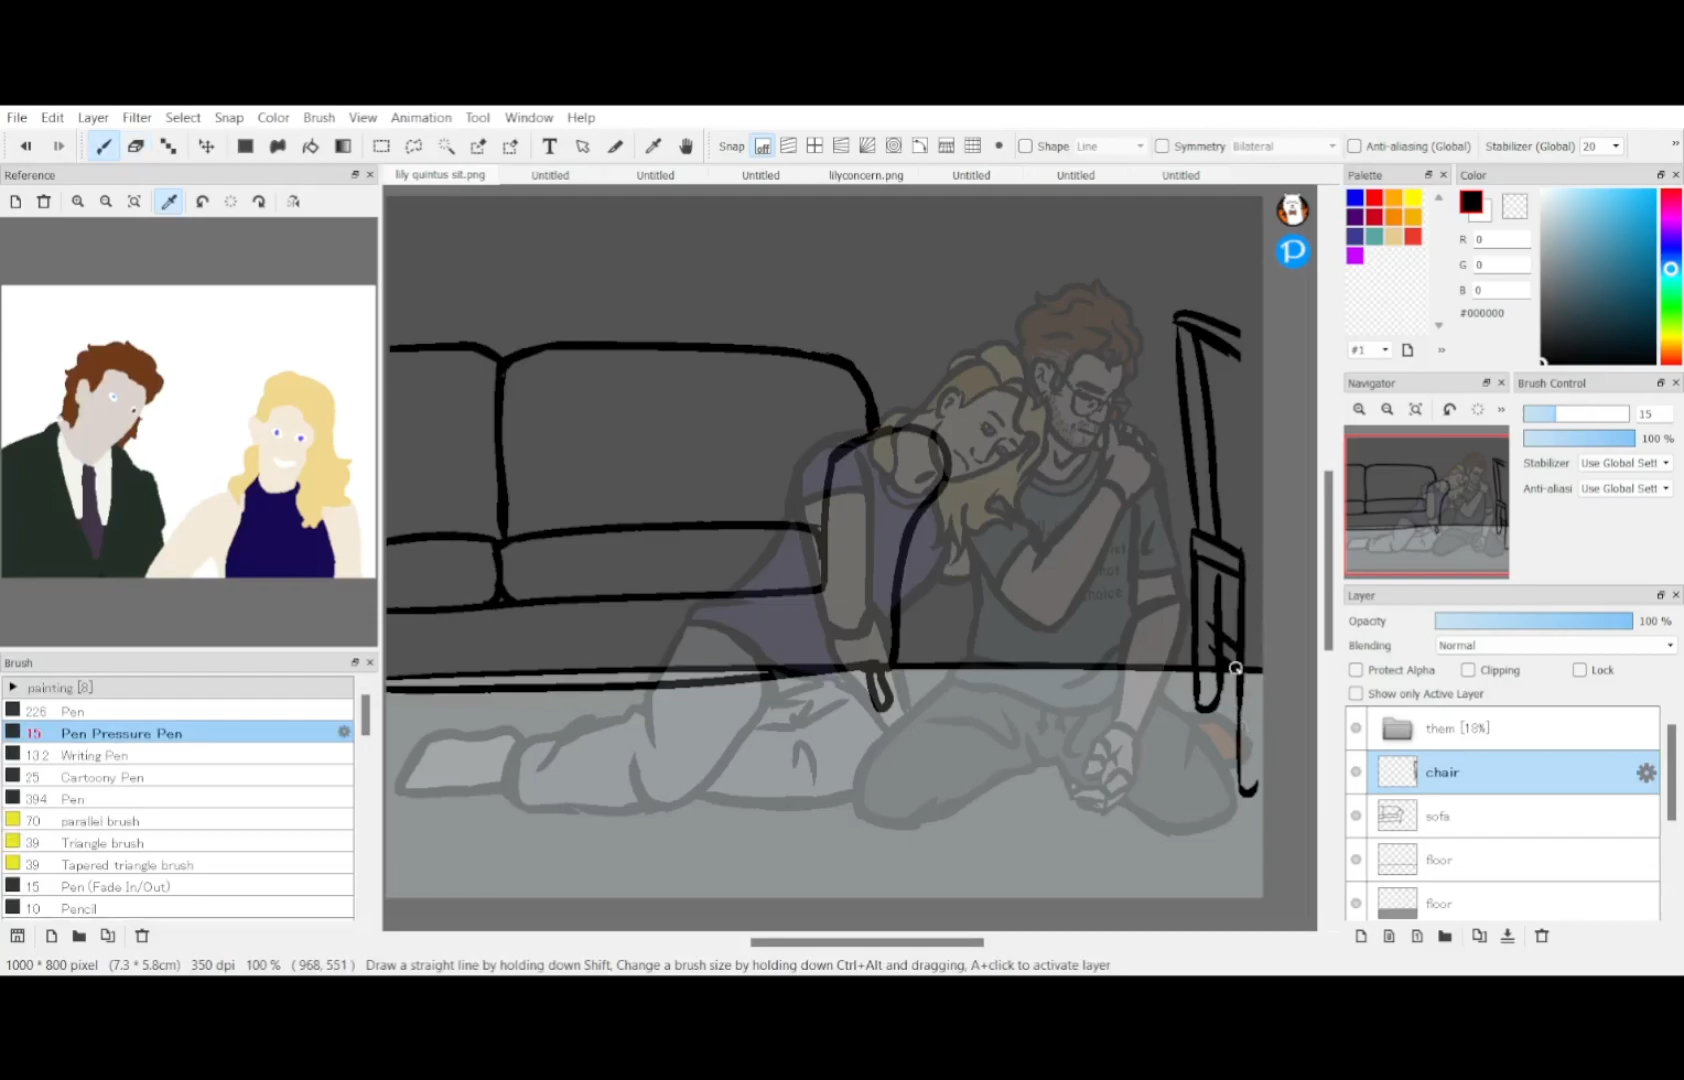 File Edit Layer Filter Select Snap Color Brush View Animation Tool Window Help
Snap off Shape Line Symmetry Bilateral Anti-aliasing (Global) Stabilizer (Global) 20
Reference
lily quintus sit.png Untitled Untitled Untitled lilyconcern.png Untitled Untitled Untitled
Palette
Color
R 0
G 0
B 0
#000000
#1
Navigator
Brush Control
15
100 %
Stabilizer Use Global Sett
Anti-aliasi Use Global Sett
Layer
Opacity 100 %
Blending Normal
Protect Alpha Clipping Lock
Show only Active Layer
them [18%]
chair
sofa
floor
floor
Brush
painting [8]
226 Pen
15 Pen Pressure Pen
13.2 Writing Pen
25 Cartoony Pen
394 Pen
70 parallel brush
39 Triangle brush
39 Tapered triangle brush
15 Pen (Fade In/Out)
10 Pencil
choice
1000 * 800 pixel (7.3 * 5.8cm) 350 dpi 100 % ( 968, 551 ) Draw a straight line by holding down Shift, Change a brush size by holding down Ctrl+Alt and dragging, A+click to activate layer